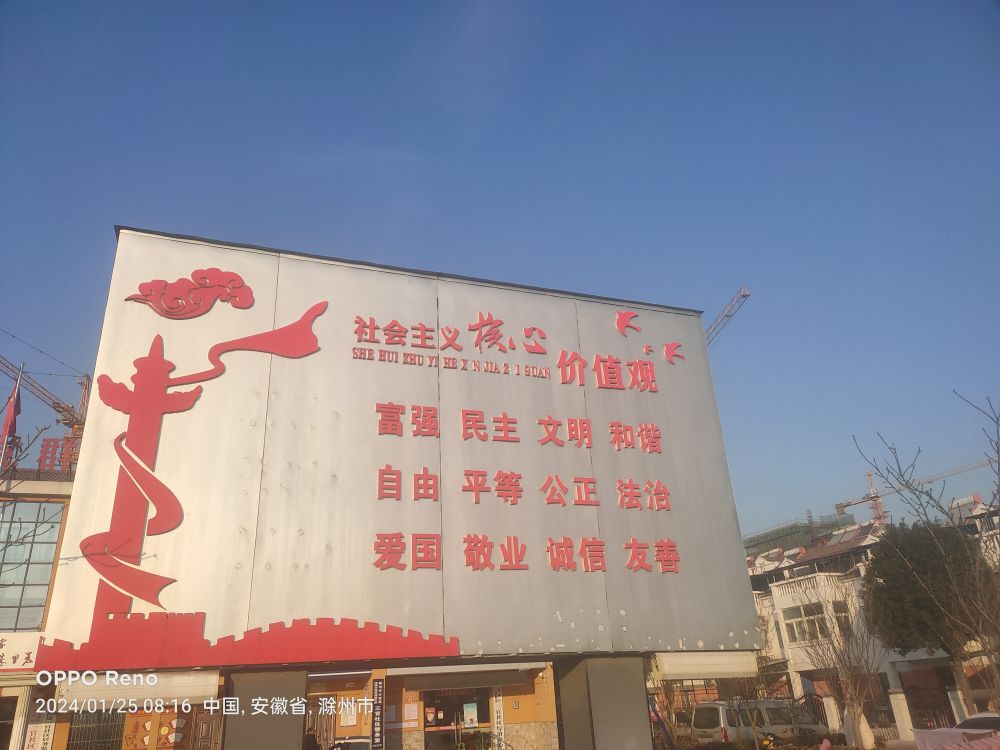 社会主义核心
SHE HUI ZHU YI HE X N JIA Z I GUAN
价值观
富强 民主 文明 和谐
自由 平等 公正 法治
爱国 敬业 诚信 友善
OPPO Reno
2024/01/25 08:16 中国, 安徽省, 滁州市